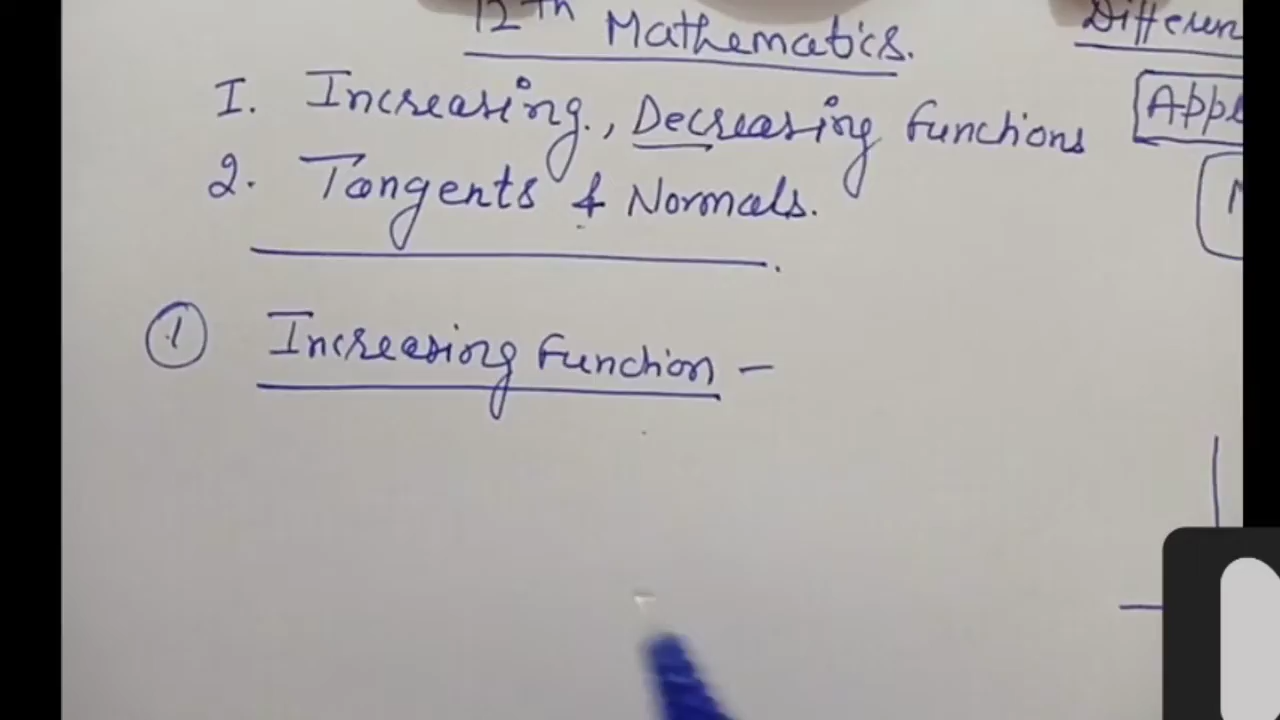 12th Mathematics.
I. Increasing, Decreasing Functions
2. Tangents & Normals.
① Increasing Function -